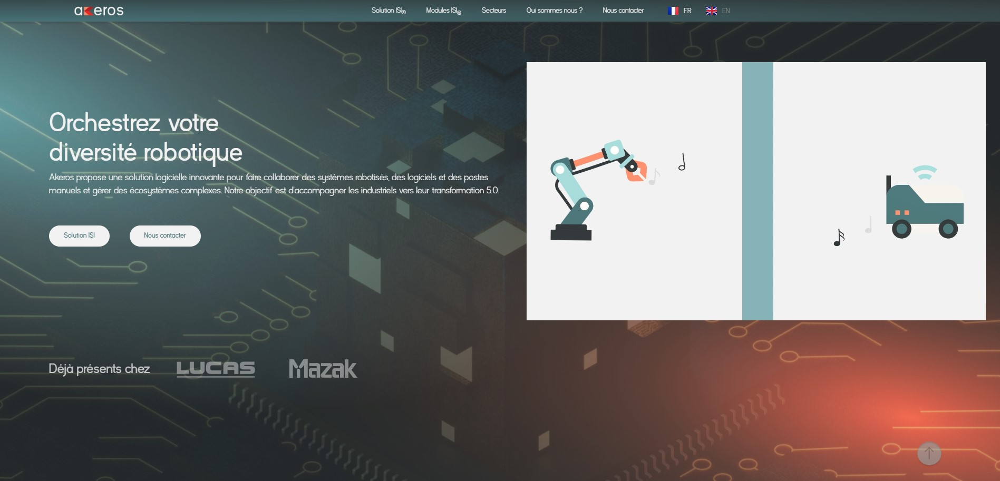 akeros
Solution ISI® Modules ISI® Secteurs Qui sommes nous ? Nous contacter FR EN
Orchestrez votre
diversité robotique
Akeros propose une solution logicielle innovante pour faire collaborer des systèmes robotisés, des logiciels et des postes
manuels et gérer des écosystèmes complexes. Notre objectif est d'accompagner les industriels vers leur transformation 5.0.
Solution ISI Nous contacter
Déjà présents chez LUCAS Mazak